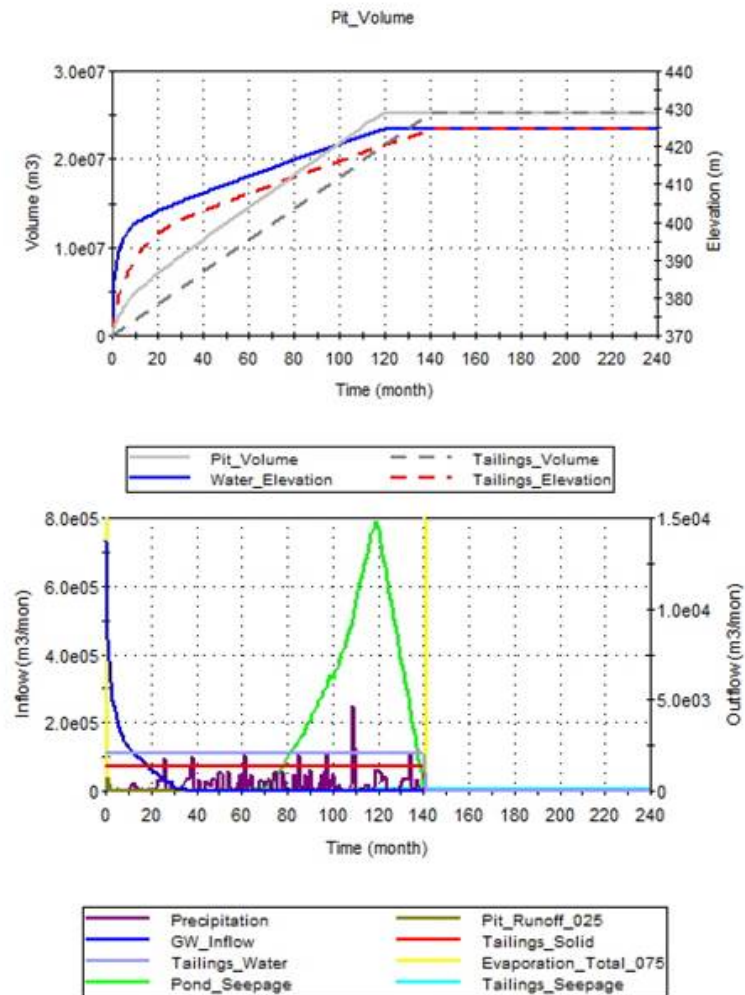 Pit_Volume
3.0e07
2.0e07
1.0e07
0
Volume (m3)
440
430
420
410
400
390
380
370
Elevation (m)
0 20 40 60 80 100 120 140 160 180 200 220 240
Time (month)
Pit_Volume Tailings_Volume
Water_Elevation Tailings_Elevation
8.0e05
6.0e05
4.0e05
2.0e05
0
Inflow (m3/mon)
1.5e04
1.0e04
5.0e03
0
Outflow (m3/mon)
0 20 40 60 80 100 120 140 160 180 200 220 240
Time (month)
Precipitation Pit_Runoff_025
GW_Inflow Tailings_Solid
Tailings_Water Evaporation_Total_075
Pond_Seepage Tailings_Seepage